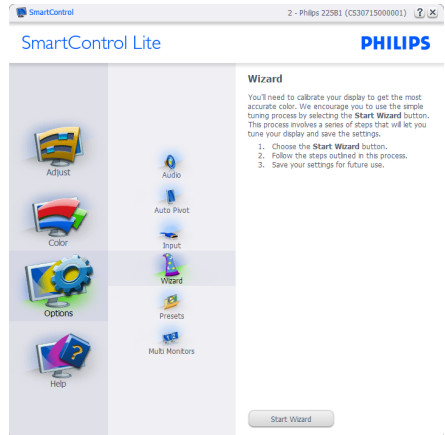 SmartControl
2 - Philips 225B1 (CS30715000001)
SmartControl Lite
PHILIPS
Adjust
Color
Options
Help
Audio
Auto Pivot
Input
Wizard
Presets
Multi Monitors
Wizard
You'll need to calibrate your display to get the most
accurate color. We encourage you to use the simple
tuning process by selecting the Start Wizard button.
This process involves a series of steps that will let you
tune your display and save the settings.
1. Choose the Start Wizard button.
2. Follow the steps outlined in this process.
3. Save your settings for future use.
Start Wizard